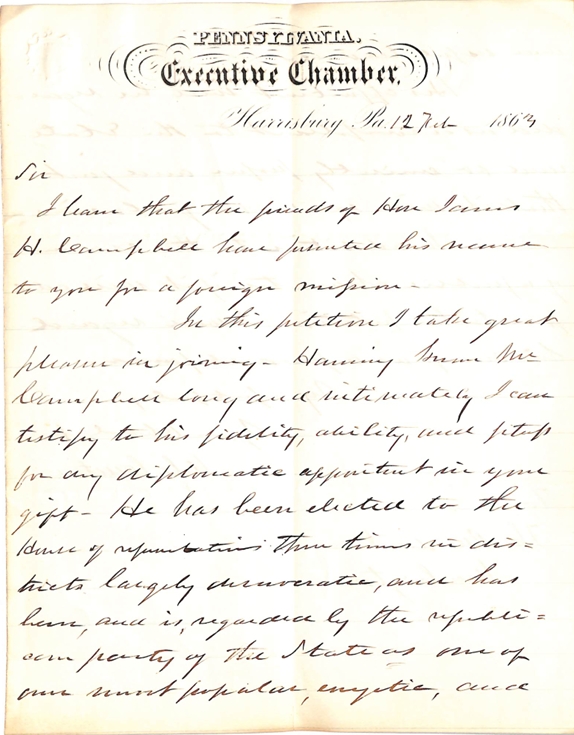 PENNSYLVANIA.
Executive Chamber.
Harrisburg Pa. 12 Feb 1863
Sir
I learn that the friends of Hon James
H. Campbell have presented his name
to you for a foreign mission -
In this petition I take great
pleasure in joining - Having known Mr
Campbell long and intimately I can
testify to his fidelity, ability, and fitness
for any diplomatic appointment in your
gift - He has been elected to the
House of representatives three times in dis=
tricts largely democratic, and has
been, and is, regarded by the republi=
can party of the State as one of
our most popular, energetic, and